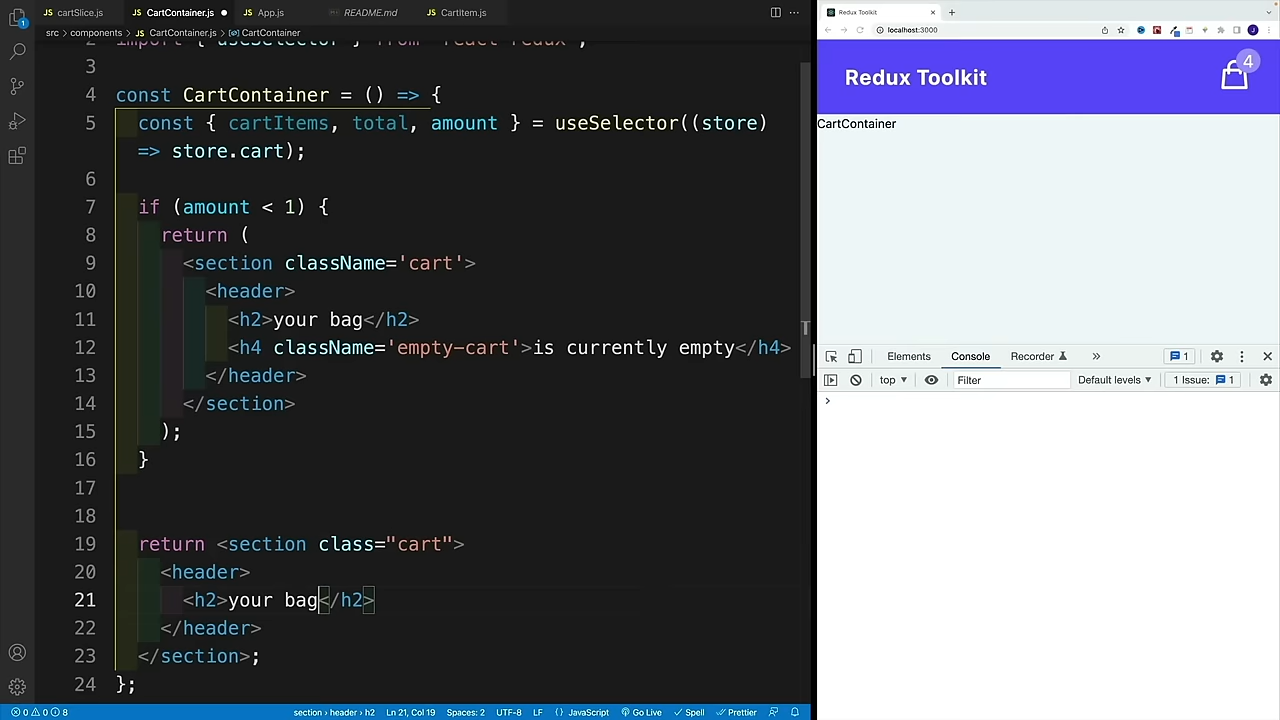 JS cartSlice.js
JS CartContainer.js
JS App.js
README.md
JS CartItem.js
src > components > JS CartContainer.js > CartContainer
3
4 const CartContainer = () => {
5 const { cartItems, total, amount } = useSelector((store)
=> store.cart);
6
7 if (amount < 1) {
8 return (
9 <section className='cart'>
10 <header>
11 <h2>your bag</h2>
12 <h4 className='empty-cart'>is currently empty</h4>
13 </header>
14 </section>
15 );
16 }
17
18
19 return <section class="cart">
20 <header>
21 <h2>your bag</h2>
22 </header>
23 </section>;
24 };
1
0 0 8
section > header > h2
Ln 21, Col 19
Spaces: 2
UTF-8
LF
{} JavaScript
Go Live
Spell
Prettier
Redux Toolkit
localhost:3000
J
Redux Toolkit
4
CartContainer
Elements
Console
Recorder
1
top
Filter
Default levels
1 Issue: 1